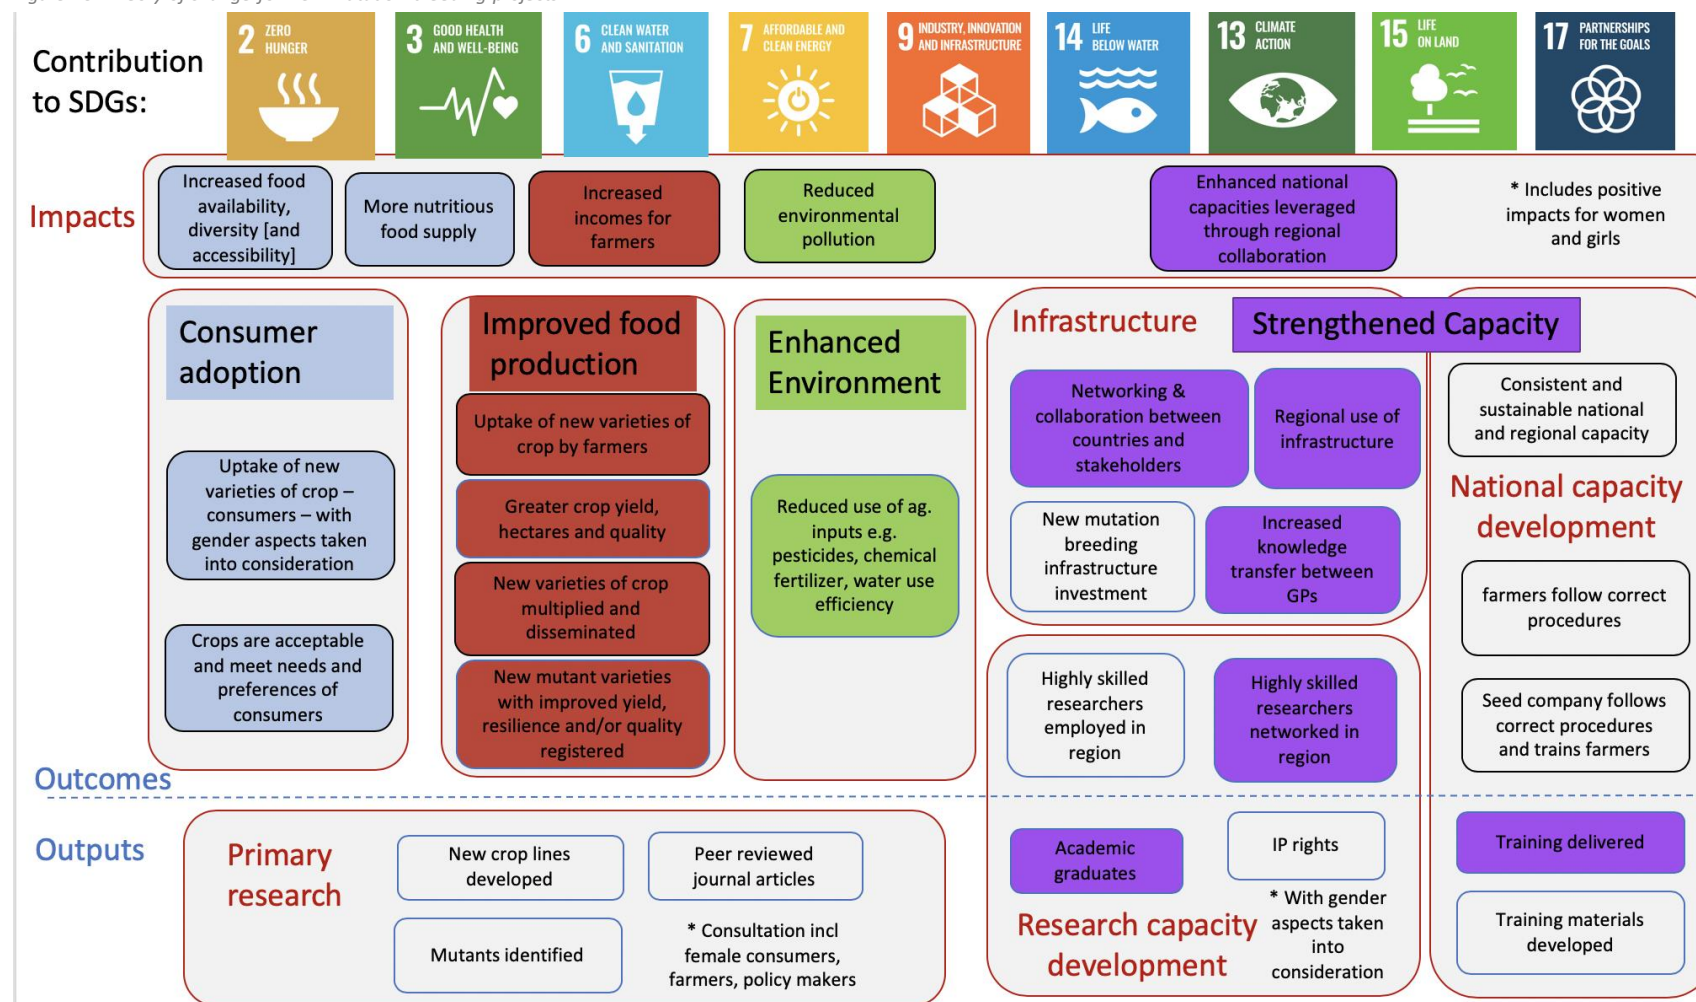 Figure 15: Theory of change for the mutation breeding projects
Contribution
to SDGs:
2 ZERO
HUNGER
3 GOOD HEALTH
AND WELL-BEING
6 CLEAN WATER
AND SANITATION
7 AFFORDABLE AND
CLEAN ENERGY
9 INDUSTRY, INNOVATION
AND INFRASTRUCTURE
14 LIFE
BELOW WATER
13 CLIMATE
ACTION
15 LIFE
ON LAND
17 PARTNERSHIPS
FOR THE GOALS
Impacts
Increased food
availability,
diversity [and
accessibility]
More nutritious
food supply
Increased
incomes for
farmers
Reduced
environmental
pollution
Enhanced national
capacities leveraged
through regional
collaboration
* Includes positive
impacts for women
and girls
Consumer
adoption
Uptake of new
varieties of crop –
consumers – with
gender aspects taken
into consideration
Crops are acceptable
and meet needs and
preferences of
consumers
Improved food
production
Uptake of new varieties of
crop by farmers
Greater crop yield,
hectares and quality
New varieties of crop
multiplied and
disseminated
New mutant varieties
with improved yield,
resilience and/or quality
registered
Enhanced
Environment
Reduced use of ag.
inputs e.g.
pesticides, chemical
fertilizer, water use
efficiency
Infrastructure
Strengthened Capacity
Networking &
collaboration between
countries and
stakeholders
Regional use of
infrastructure
New mutation
breeding
infrastructure
investment
Increased
knowledge
transfer between
GPs
Highly skilled
researchers
employed in
region
Highly skilled
researchers
networked in
region
Consistent and
sustainable national
and regional capacity
National capacity
development
farmers follow correct
procedures
Seed company follows
correct procedures
and trains farmers
Outcomes
Outputs
Primary
research
New crop lines
developed
Peer reviewed
journal articles
Mutants identified
* Consultation incl
female consumers,
farmers, policy makers
Academic
graduates
IP rights
* With gender
aspects taken
into
consideration
Research capacity
development
Training delivered
Training materials
developed